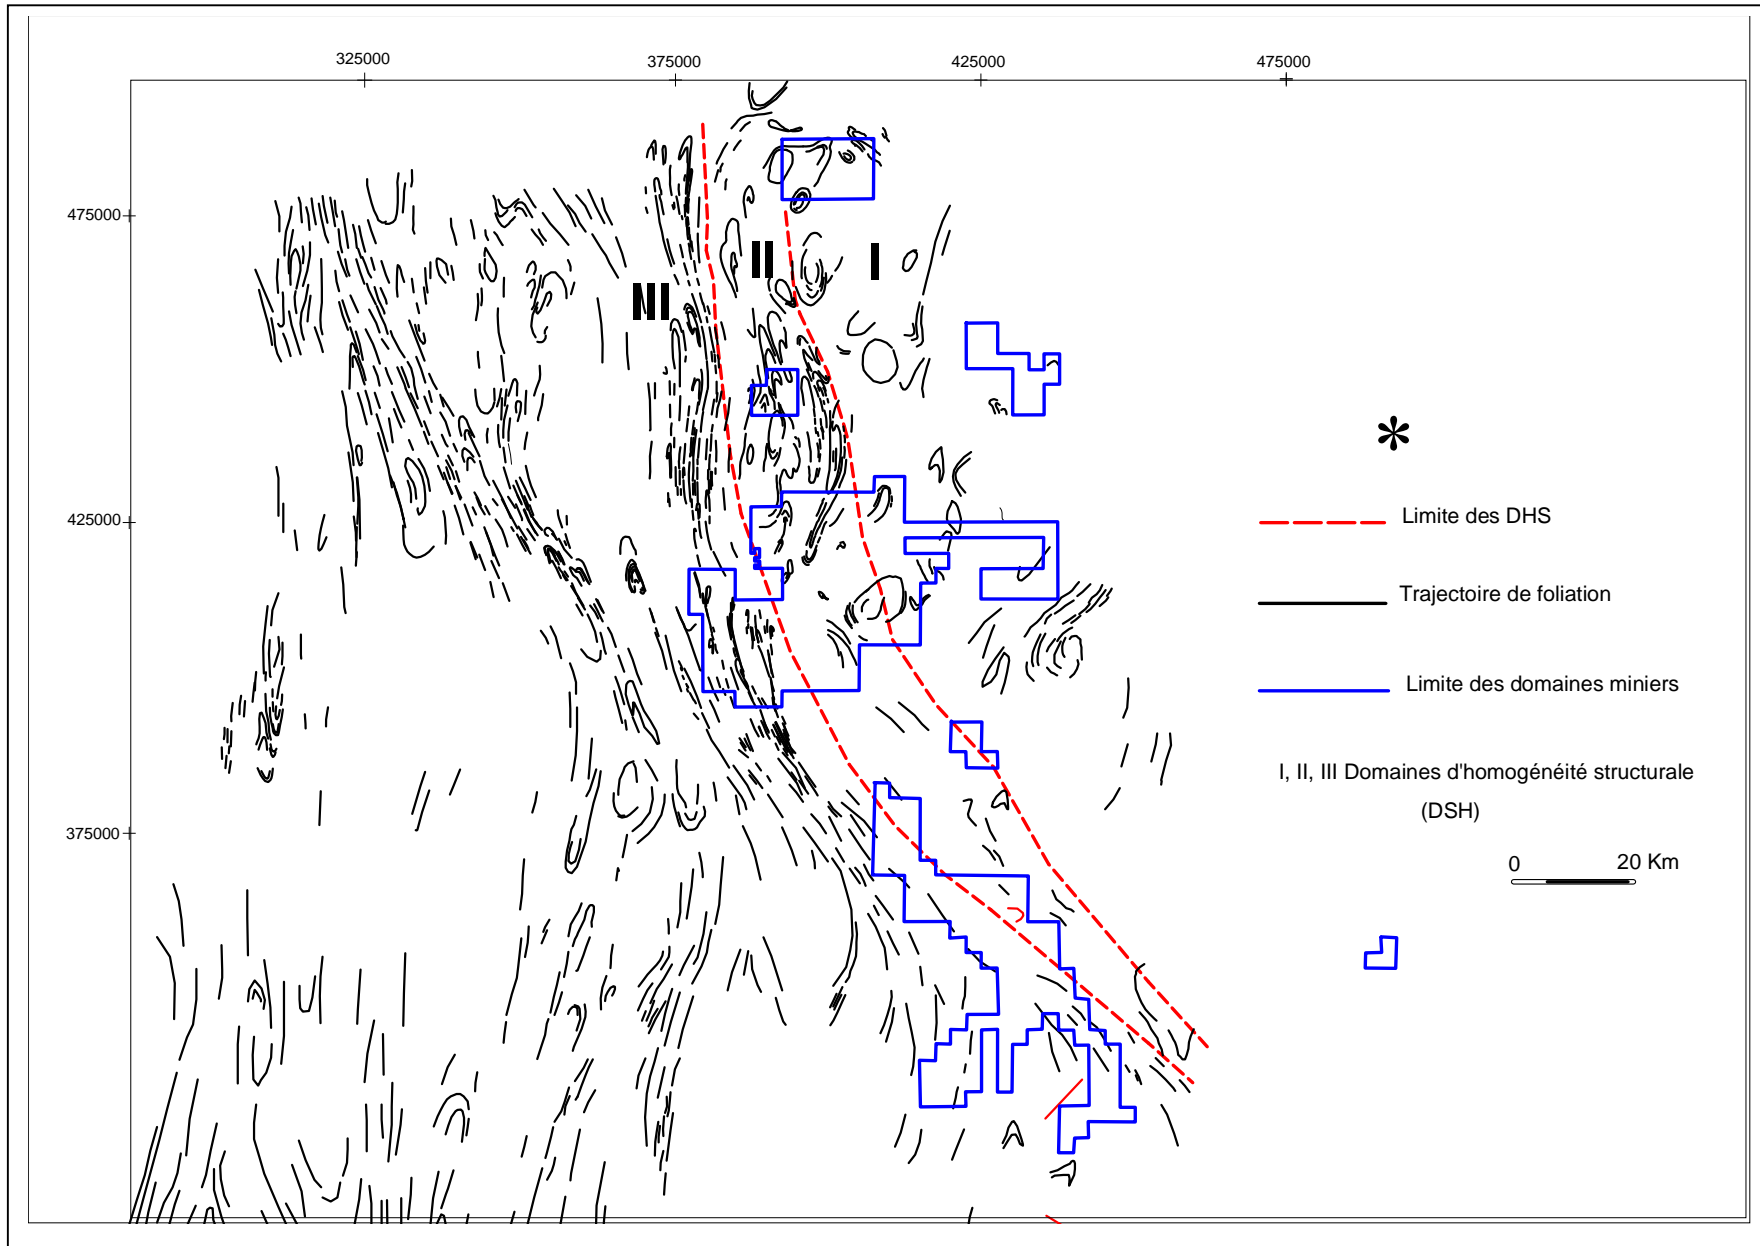 325000 375000 425000 475000
475000
II I
III
*
425000
Limite des DHS
Trajectoire de foliation
Limite des domaines miniers
I, II, III Domaines d'homogénéité structurale
(DSH)
375000
0 20 Km